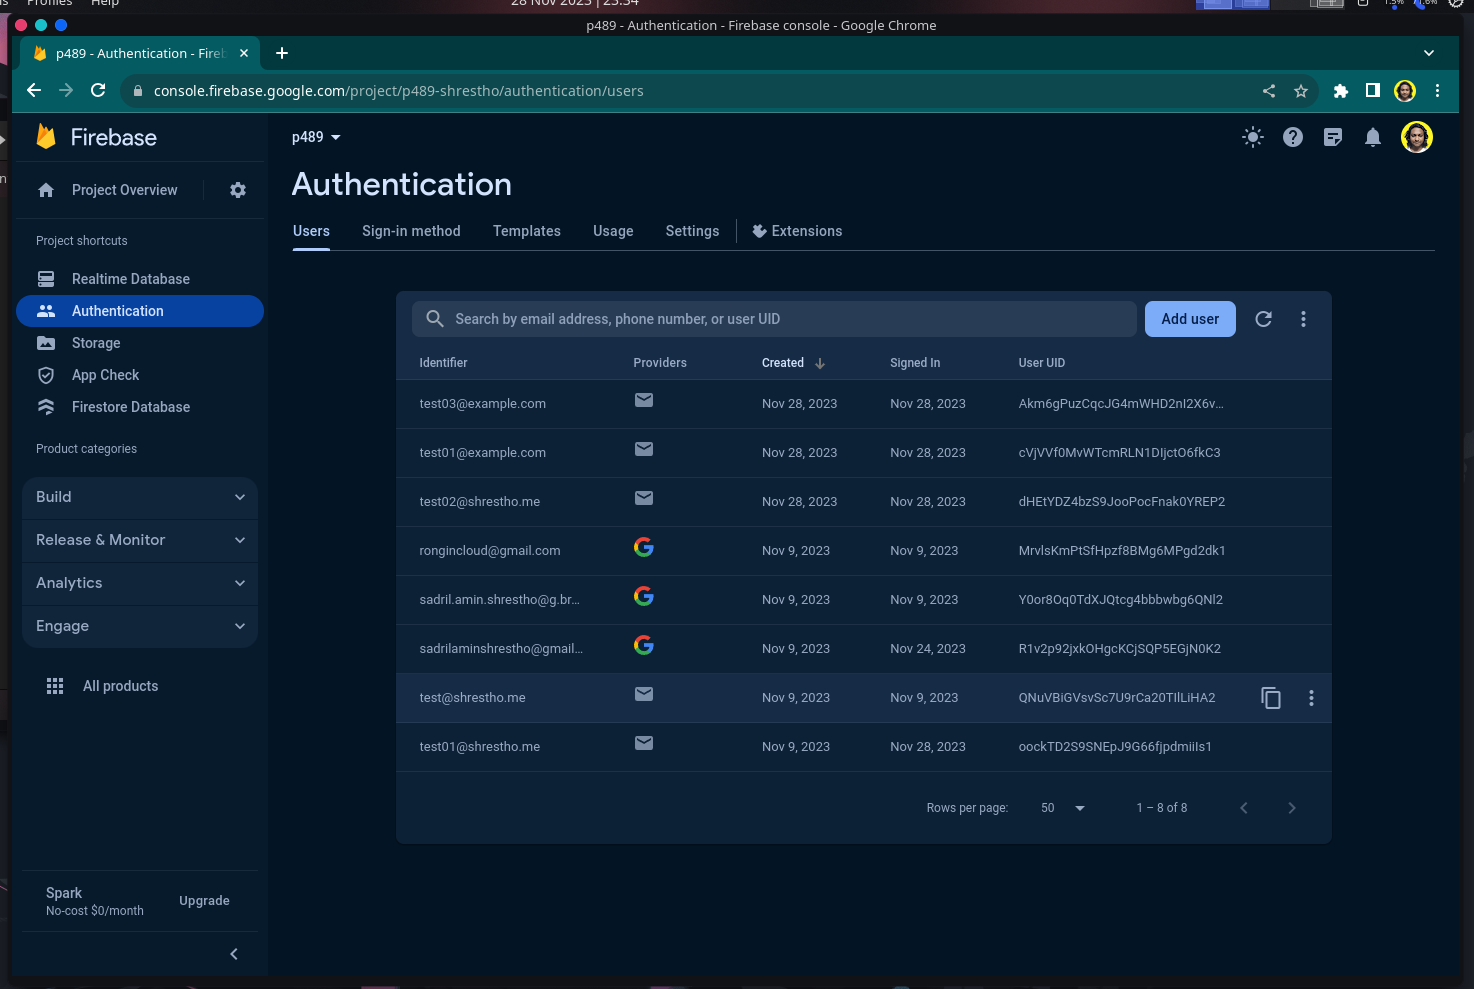 Profiles Help 28 Nov 2023 | 23:34
p489 - Authentication - Firebase console - Google Chrome
p489 - Authentication - Fireb
console.firebase.google.com/project/p489-shrestho/authentication/users
Firebase
p489
Project Overview
Authentication
Users Sign-in method Templates Usage Settings Extensions
Project shortcuts
Realtime Database
Authentication
Storage
App Check
Firestore Database
Product categories
Build
Release & Monitor
Analytics
Engage
All products
Spark
No-cost $0/month
Upgrade
Search by email address, phone number, or user UID Add user
Identifier Providers Created Signed In User UID
test03@example.com Nov 28, 2023 Nov 28, 2023 Akm6gPuzCqcJG4mWHD2nI2X6v...
test01@example.com Nov 28, 2023 Nov 28, 2023 cVjVVf0MvWTcmRLN1DIjctO6fkC3
test02@shrestho.me Nov 28, 2023 Nov 28, 2023 dHEtYDZ4bzS9JooPocFnak0YREP2
rongincloud@gmail.com Nov 9, 2023 Nov 9, 2023 MrvlsKmPtSfHpzf8BMg6MPgd2dk1
sadril.amin.shrestho@g.br... Nov 9, 2023 Nov 9, 2023 Y0or8Oq0TdXJQtcg4bbbwbg6QNl2
sadrilaminshrestho@gmail... Nov 9, 2023 Nov 24, 2023 R1v2p92jxkOHgcKCjSQP5EGjN0K2
test@shrestho.me Nov 9, 2023 Nov 9, 2023 QNuVBiGVsvSc7U9rCa20TIlLiHA2
test01@shrestho.me Nov 9, 2023 Nov 28, 2023 oockTD2S9SNEpJ9G66fjpdmiiIs1
Rows per page: 50 1 – 8 of 8